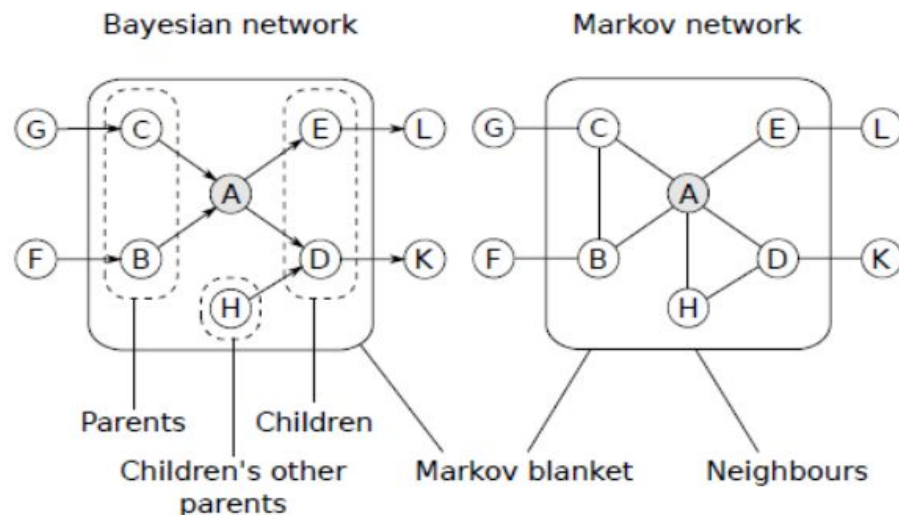 Bayesian network
Markov network
G
C
E
L
A
F
B
D
K
H
G
C
E
L
A
F
B
D
K
H
Parents
Children
Children's other
parents
Markov blanket
Neighbours